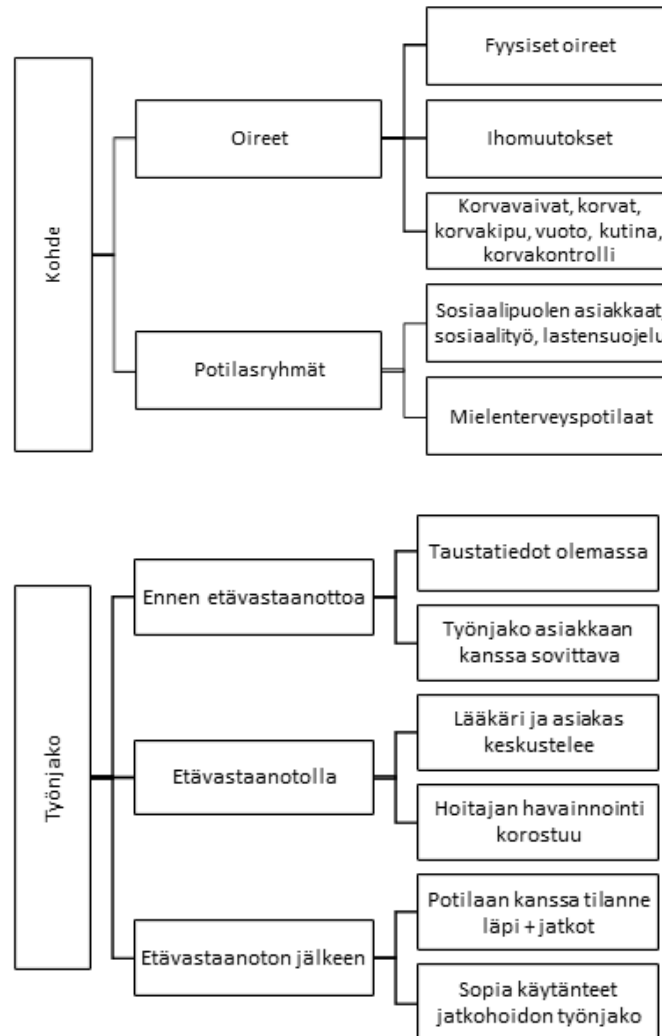 Kohde
Oireet
Fyysiset oireet
Ihomuutokset
Korvavaivat, korvat,
korvakipu, vuoto, kutina,
korvakontrolli
Potilasryhmät
Sosiaalipuolen asiakkaat,
sosiaalityö, lastensuojelu
Mielenterveyspotilaat
Työnjako
Ennen etävastaanottoa
Taustatiedot olemassa
Työnjako asiakkaan
kanssa sovittava
Etävastaanotolla
Lääkäri ja asiakas
keskustelee
Hoitajan havainnointi
korostuu
Etävastaanoton jälkeen
Potilaan kanssa tilanne
läpi + jatkot
Sopia käytänteet
jatkohoidon työnjako